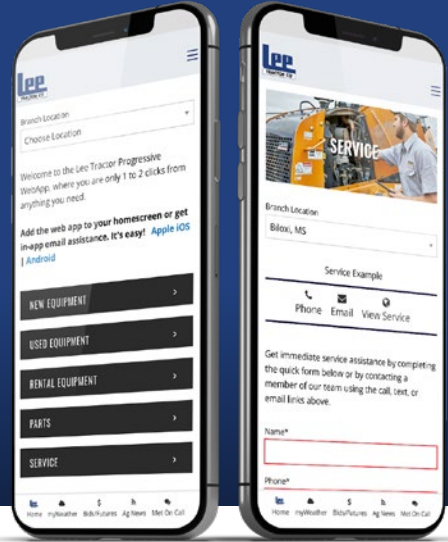 Lee
TRACTOR CO.
Branch Location
Choose Location
Welcome to the Lee Tractor Progressive
WebApp, where you are only 1 to 2 clicks from
anything you need.
Add the web app to your homescreen or get
in-app email assistance. It's easy! Apple iOS
| Android
NEW EQUIPMENT
USED EQUIPMENT
RENTAL EQUIPMENT
PARTS
SERVICE
Home myWeather Bids/Futures Ag News Met On Call
Lee
TRACTOR CO.
SERVICE
Branch Location
Biloxi, MS
Service Example
Phone Email View Service
Get immediate service assistance by completing
the quick form below or by contacting a
member of our team using the call, text, or
email links above.
Name*
Phone*
Home myWeather Bids/Futures Ag News Met On Call